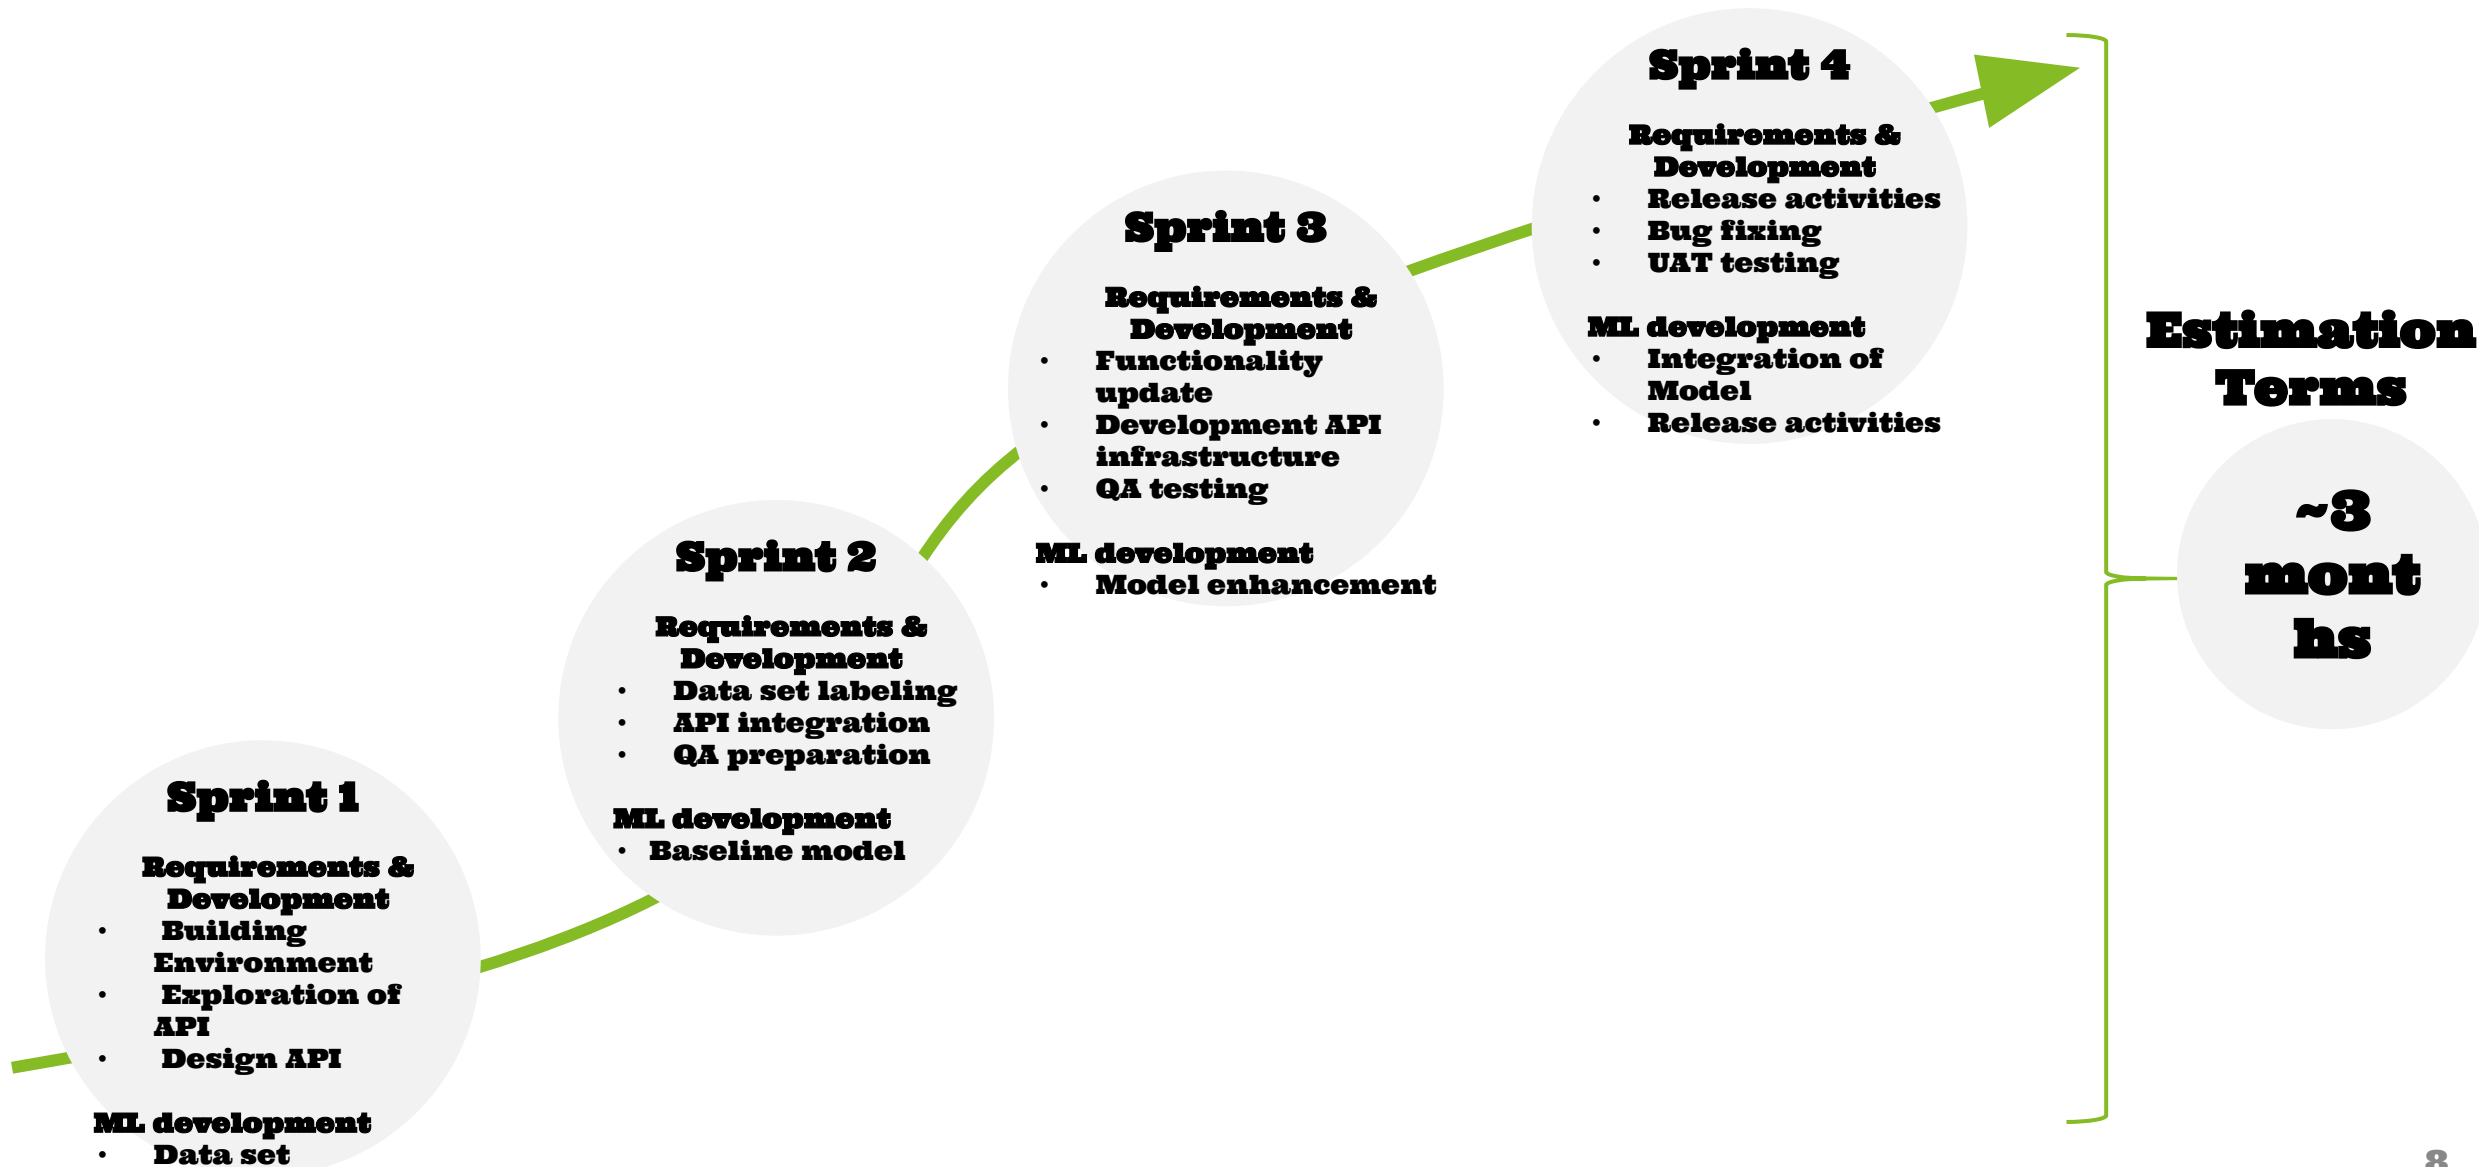 Sprint 1
Requirements &
Development
• Building
Environment
• Exploration of
API
• Design API
ML development
• Data set
Sprint 2
Requirements &
Development
• Data set labeling
• API integration
• QA preparation
ML development
• Baseline model
Sprint 3
Requirements &
Development
• Functionality
update
• Development API
infrastructure
• QA testing
ML development
• Model enhancement
Sprint 4
Requirements &
Development
• Release activities
• Bug fixing
• UAT testing
ML development
• Integration of
Model
• Release activities
Estimation
Terms
~3
mont
hs
8